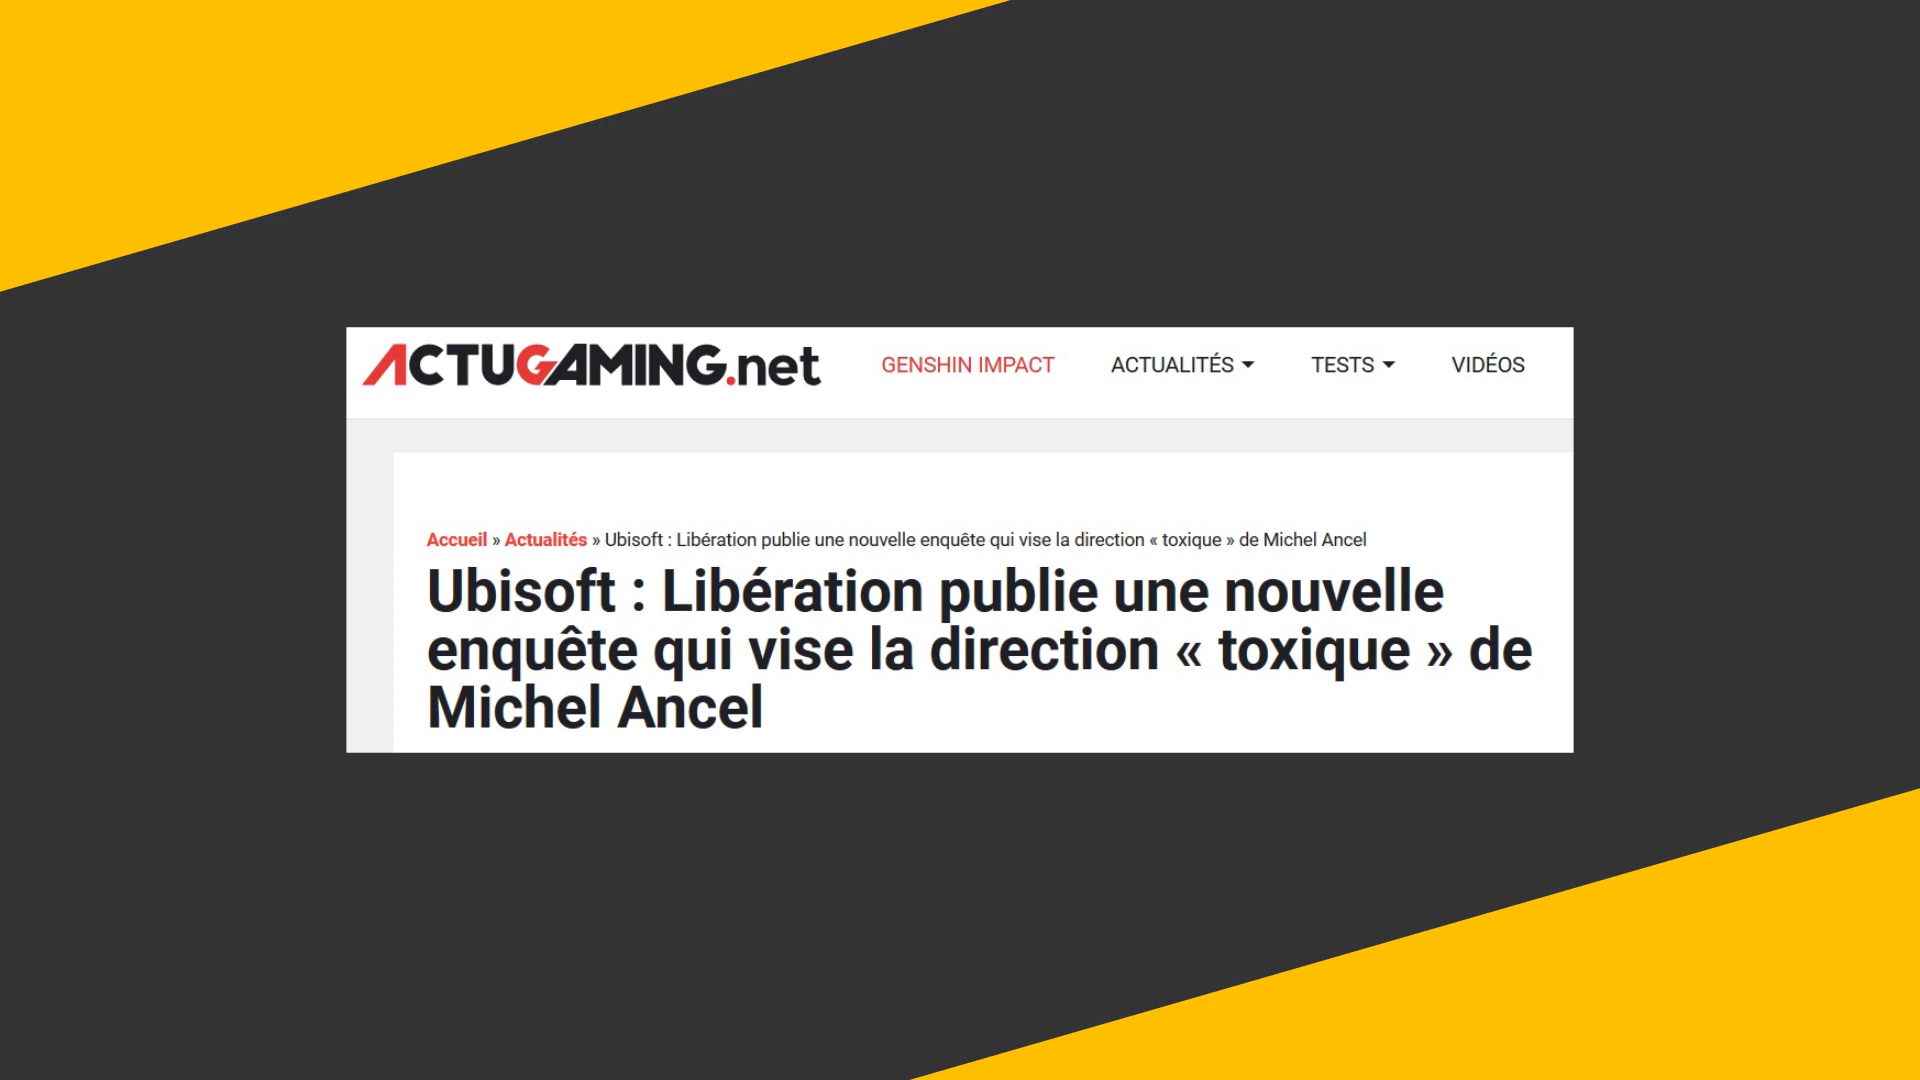 ACTUGAMING.net GENSHIN IMPACT ACTUALITÉS TESTS VIDÉOS
Accueil » Actualités » Ubisoft : Libération publie une nouvelle enquête qui vise la direction « toxique » de Michel Ancel
Ubisoft : Libération publie une nouvelle
enquête qui vise la direction « toxique » de
Michel Ancel